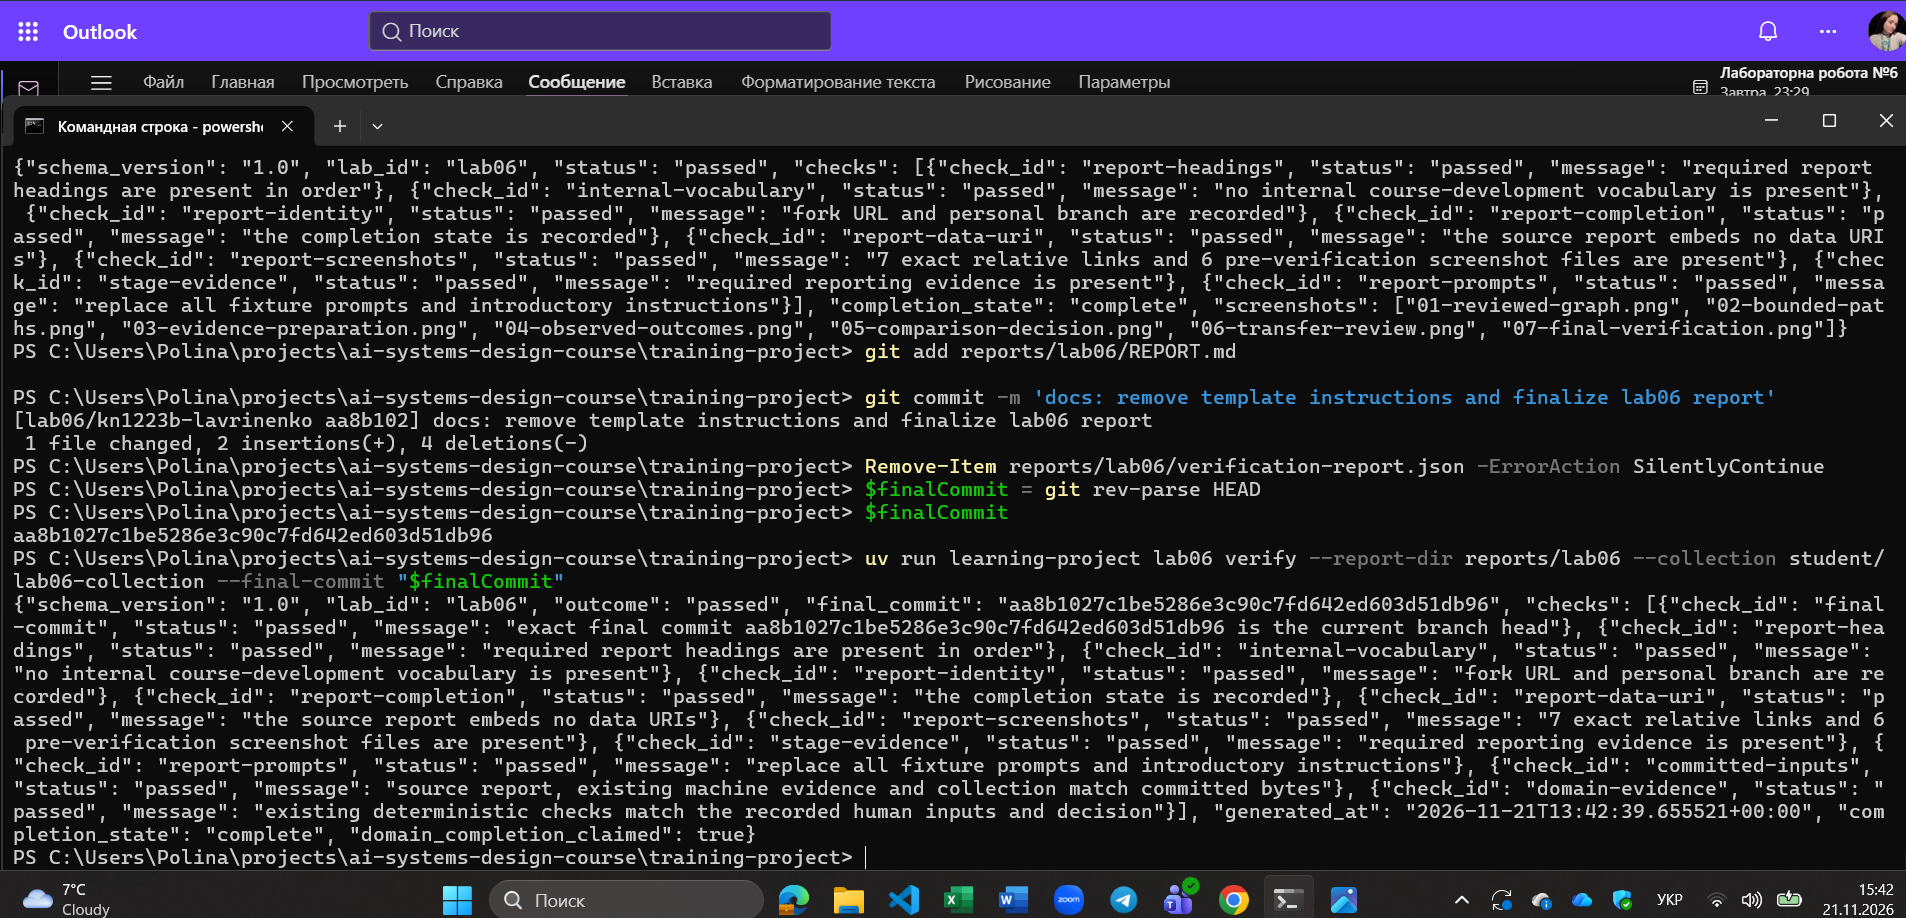 Outlook
Поиск
Файл Главная Просмотреть Справка Сообщение Вставка Форматирование текста Рисование Параметры
Лабораторна робота №6
Завтра, 23:29
Командная строка - powersh
{"schema_version": "1.0", "lab_id": "lab06", "status": "passed", "checks": [{"check_id": "report-headings", "status": "passed", "message": "required report
headings are present in order"}, {"check_id": "internal-vocabulary", "status": "passed", "message": "no internal course-development vocabulary is present"},
{"check_id": "report-identity", "status": "passed", "message": "fork URL and personal branch are recorded"}, {"check_id": "report-completion", "status": "p
assed", "message": "the completion state is recorded"}, {"check_id": "report-data-uri", "status": "passed", "message": "the source report embeds no data URI
s"}, {"check_id": "report-screenshots", "status": "passed", "message": "7 exact relative links and 6 pre-verification screenshot files are present"}, {"chec
k_id": "stage-evidence", "status": "passed", "message": "required reporting evidence is present"}, {"check_id": "report-prompts", "status": "passed", "messa
ge": "replace all fixture prompts and introductory instructions"}], "completion_state": "complete", "screenshots": ["01-reviewed-graph.png", "02-bounded-pat
hs.png", "03-evidence-preparation.png", "04-observed-outcomes.png", "05-comparison-decision.png", "06-transfer-review.png", "07-final-verification.png"]}
PS C:\Users\Polina\projects\ai-systems-design-course\training-project> git add reports/lab06/REPORT.md
PS C:\Users\Polina\projects\ai-systems-design-course\training-project> git commit -m 'docs: remove template instructions and finalize lab06 report'
[lab06/kn1223b-lavrinenko aa8b102] docs: remove template instructions and finalize lab06 report
1 file changed, 2 insertions(+), 4 deletions(-)
PS C:\Users\Polina\projects\ai-systems-design-course\training-project> Remove-Item reports/lab06/verification-report.json -ErrorAction SilentlyContinue
PS C:\Users\Polina\projects\ai-systems-design-course\training-project> $finalCommit = git rev-parse HEAD
PS C:\Users\Polina\projects\ai-systems-design-course\training-project> $finalCommit
aa8b1027c1be5286e3c90c7fd642ed603d51db96
PS C:\Users\Polina\projects\ai-systems-design-course\training-project> uv run learning-project lab06 verify --report-dir reports/lab06 --collection student/
lab06-collection --final-commit "$finalCommit"
{"schema_version": "1.0", "lab_id": "lab06", "outcome": "passed", "final_commit": "aa8b1027c1be5286e3c90c7fd642ed603d51db96", "checks": [{"check_id": "final
-commit", "status": "passed", "message": "exact final commit aa8b1027c1be5286e3c90c7fd642ed603d51db96 is the current branch head"}, {"check_id": "report-hea
dings", "status": "passed", "message": "required report headings are present in order"}, {"check_id": "internal-vocabulary", "status": "passed", "message":
"no internal course-development vocabulary is present"}, {"check_id": "report-identity", "status": "passed", "message": "fork URL and personal branch are re
corded"}, {"check_id": "report-completion", "status": "passed", "message": "the completion state is recorded"}, {"check_id": "report-data-uri", "status": "p
assed", "message": "the source report embeds no data URIs"}, {"check_id": "report-screenshots", "status": "passed", "message": "7 exact relative links and 6
pre-verification screenshot files are present"}, {"check_id": "stage-evidence", "status": "passed", "message": "required reporting evidence is present"}, {
"check_id": "report-prompts", "status": "passed", "message": "replace all fixture prompts and introductory instructions"}, {"check_id": "committed-inputs",
"status": "passed", "message": "source report, existing machine evidence and collection match committed bytes"}, {"check_id": "domain-evidence", "status": "
passed", "message": "existing deterministic checks match the recorded human inputs and decision"}], "generated_at": "2026-11-21T13:42:39.655521+00:00", "com
pletion_state": "complete", "domain_completion_claimed": true}
PS C:\Users\Polina\projects\ai-systems-design-course\training-project>
7°C
Cloudy
Поиск
zoom
УКР
15:42
21.11.2026